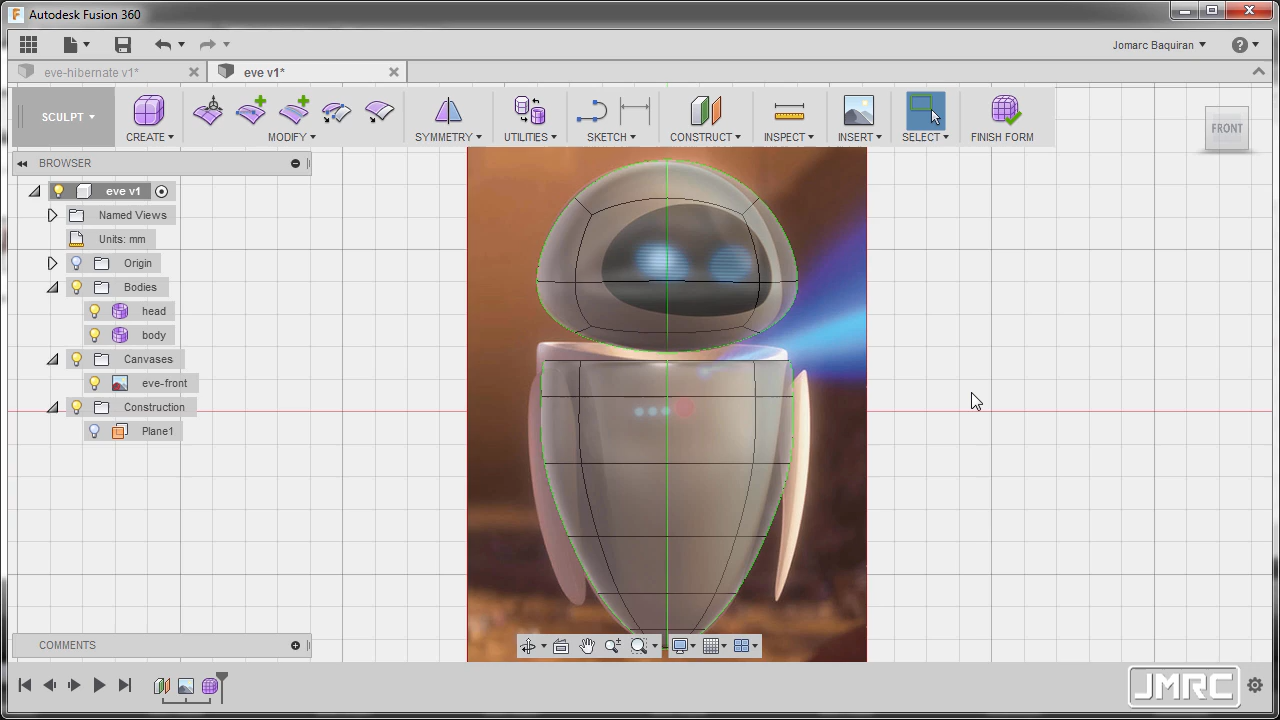 Autodesk Fusion 360
Jomarc Baquiran
?
eve-hibernate v1*
eve v1*
SCULPT
CREATE
MODIFY
SYMMETRY
UTILITIES
SKETCH
CONSTRUCT
INSPECT
INSERT
SELECT
FINISH FORM
FRONT
BROWSER
eve v1
Named Views
Units: mm
Origin
Bodies
head
body
Canvases
eve-front
Construction
Plane1
COMMENTS
JMRC